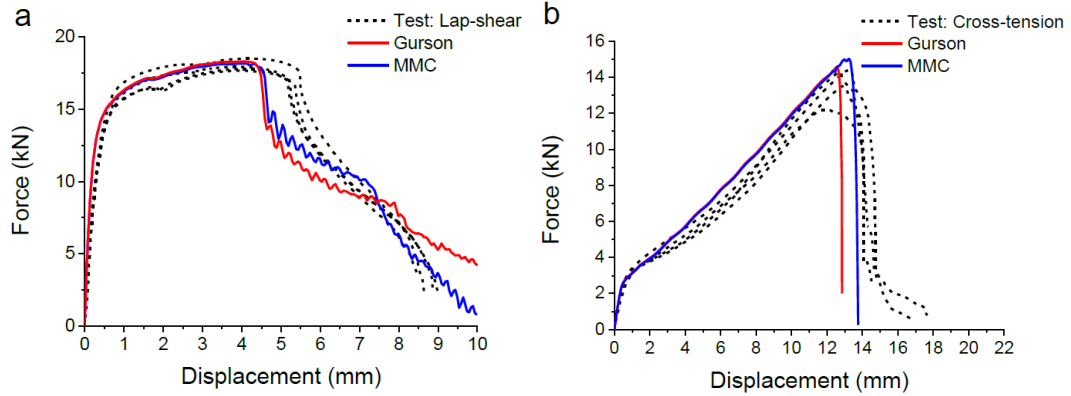 a
Test: Lap-shear
Gurson
MMC
20
15
10
5
0
Force (kN)
0 1 2 3 4 5 6 7 8 9 10
Displacement (mm)
b
Test: Cross-tension
Gurson
MMC
16
14
12
10
8
6
4
2
0
Force (kN)
0 2 4 6 8 10 12 14 16 18 20 22
Displacement (mm)